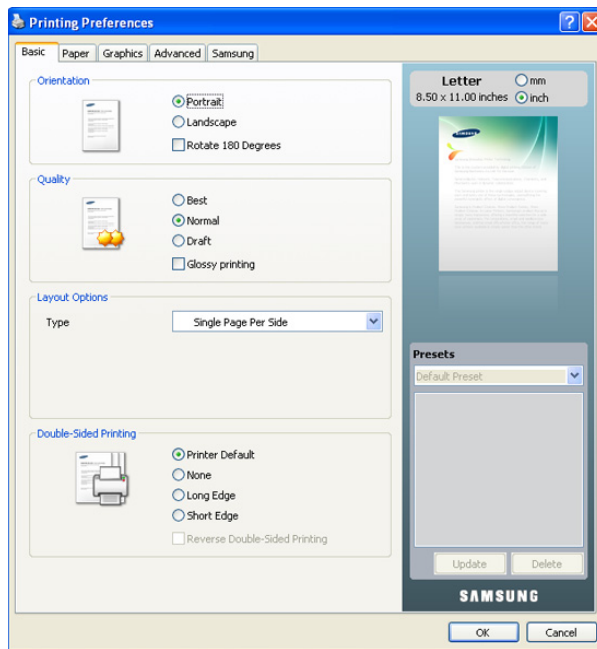 Printing Preferences
Basic
Paper
Graphics
Advanced
Samsung
Orientation
Portrait
Landscape
Rotate 180 Degrees
Quality
Best
Normal
Draft
Glossy printing
Layout Options
Type
Single Page Per Side
Double-Sided Printing
Printer Default
None
Long Edge
Short Edge
Reverse Double-Sided Printing
Letter
mm
8.50 x 11.00 inches
inch
SAMSUNG
Presets
Default Preset
Update
Delete
SAMSUNG
OK
Cancel